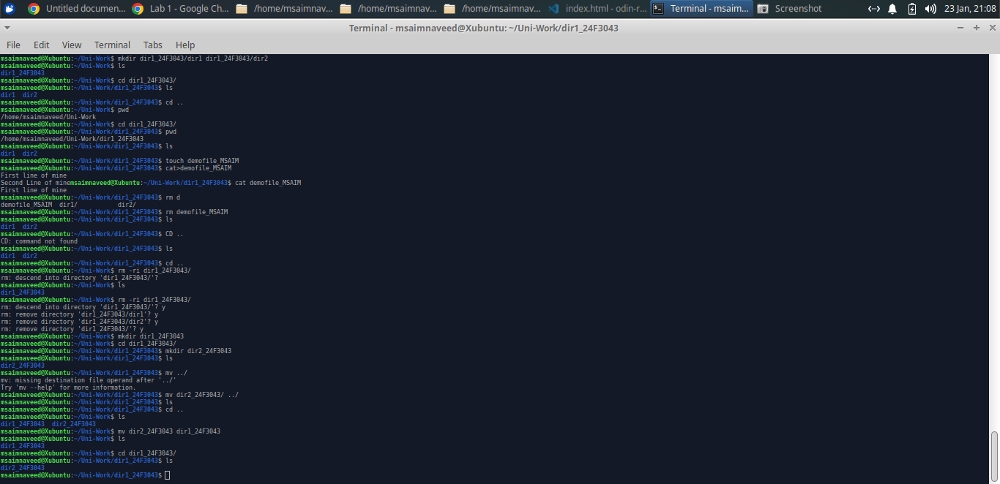 Untitled documen... Lab 1 - Google Ch... /home/msaimnav... /home/msaimnav... /home/msaimnav... index.html - odin-r... Terminal - msaim... Screenshot 23 Jan, 21:08
Terminal - msaimnaveed@Xubuntu: ~/Uni-Work/dir1_24F3043
File Edit View Terminal Tabs Help
msaimnaveed@Xubuntu:~/Uni-Work$ mkdir dir1_24F3043/dir1 dir1_24F3043/dir2
msaimnaveed@Xubuntu:~/Uni-Work$ ls
dir1_24F3043
msaimnaveed@Xubuntu:~/Uni-Work$ cd dir1_24F3043/
msaimnaveed@Xubuntu:~/Uni-Work/dir1_24F3043$ ls
dir1  dir2
msaimnaveed@Xubuntu:~/Uni-Work/dir1_24F3043$ cd ..
msaimnaveed@Xubuntu:~/Uni-Work$ pwd
/home/msaimnaveed/Uni-Work
msaimnaveed@Xubuntu:~/Uni-Work$ cd dir1_24F3043/
msaimnaveed@Xubuntu:~/Uni-Work/dir1_24F3043$ pwd
/home/msaimnaveed/Uni-Work/dir1_24F3043
msaimnaveed@Xubuntu:~/Uni-Work/dir1_24F3043$ ls
dir1  dir2
msaimnaveed@Xubuntu:~/Uni-Work/dir1_24F3043$ touch demofile_MSAIM
msaimnaveed@Xubuntu:~/Uni-Work/dir1_24F3043$ cat>demofile_MSAIM
First line of mine
Second Line of minemsaimnaveed@Xubuntu:~/Uni-Work/dir1_24F3043$ cat demofile_MSAIM
First line of mine
msaimnaveed@Xubuntu:~/Uni-Work/dir1_24F3043$ rm d
demofile_MSAIM  dir1/           dir2/
msaimnaveed@Xubuntu:~/Uni-Work/dir1_24F3043$ rm demofile_MSAIM
msaimnaveed@Xubuntu:~/Uni-Work/dir1_24F3043$ ls
dir1  dir2
msaimnaveed@Xubuntu:~/Uni-Work/dir1_24F3043$ CD ..
CD: command not found
msaimnaveed@Xubuntu:~/Uni-Work/dir1_24F3043$ ls
dir1  dir2
msaimnaveed@Xubuntu:~/Uni-Work/dir1_24F3043$ cd ..
msaimnaveed@Xubuntu:~/Uni-Work$ rm -ri dir1_24F3043/
rm: descend into directory 'dir1_24F3043/'?
msaimnaveed@Xubuntu:~/Uni-Work$ ls
dir1_24F3043
msaimnaveed@Xubuntu:~/Uni-Work$ rm -ri dir1_24F3043/
rm: descend into directory 'dir1_24F3043/'? y
rm: remove directory 'dir1_24F3043/dir1'? y
rm: remove directory 'dir1_24F3043/dir2'? y
rm: remove directory 'dir1_24F3043/'? y
msaimnaveed@Xubuntu:~/Uni-Work$ mkdir dir1_24F3043
msaimnaveed@Xubuntu:~/Uni-Work$ cd dir1_24F3043/
msaimnaveed@Xubuntu:~/Uni-Work/dir1_24F3043$ mkdir dir2_24F3043
msaimnaveed@Xubuntu:~/Uni-Work/dir1_24F3043$ ls
dir2_24F3043
msaimnaveed@Xubuntu:~/Uni-Work/dir1_24F3043$ mv ../
mv: missing destination file operand after '../'
Try 'mv --help' for more information.
msaimnaveed@Xubuntu:~/Uni-Work/dir1_24F3043$ mv dir2_24F3043/ ../
msaimnaveed@Xubuntu:~/Uni-Work/dir1_24F3043$ ls
msaimnaveed@Xubuntu:~/Uni-Work/dir1_24F3043$ cd ..
msaimnaveed@Xubuntu:~/Uni-Work$ ls
dir1_24F3043  dir2_24F3043
msaimnaveed@Xubuntu:~/Uni-Work$ mv dir2_24F3043 dir1_24F3043
msaimnaveed@Xubuntu:~/Uni-Work$ ls
dir1_24F3043
msaimnaveed@Xubuntu:~/Uni-Work$ cd dir1_24F3043/
msaimnaveed@Xubuntu:~/Uni-Work/dir1_24F3043$ ls
dir2_24F3043
msaimnaveed@Xubuntu:~/Uni-Work/dir1_24F3043$